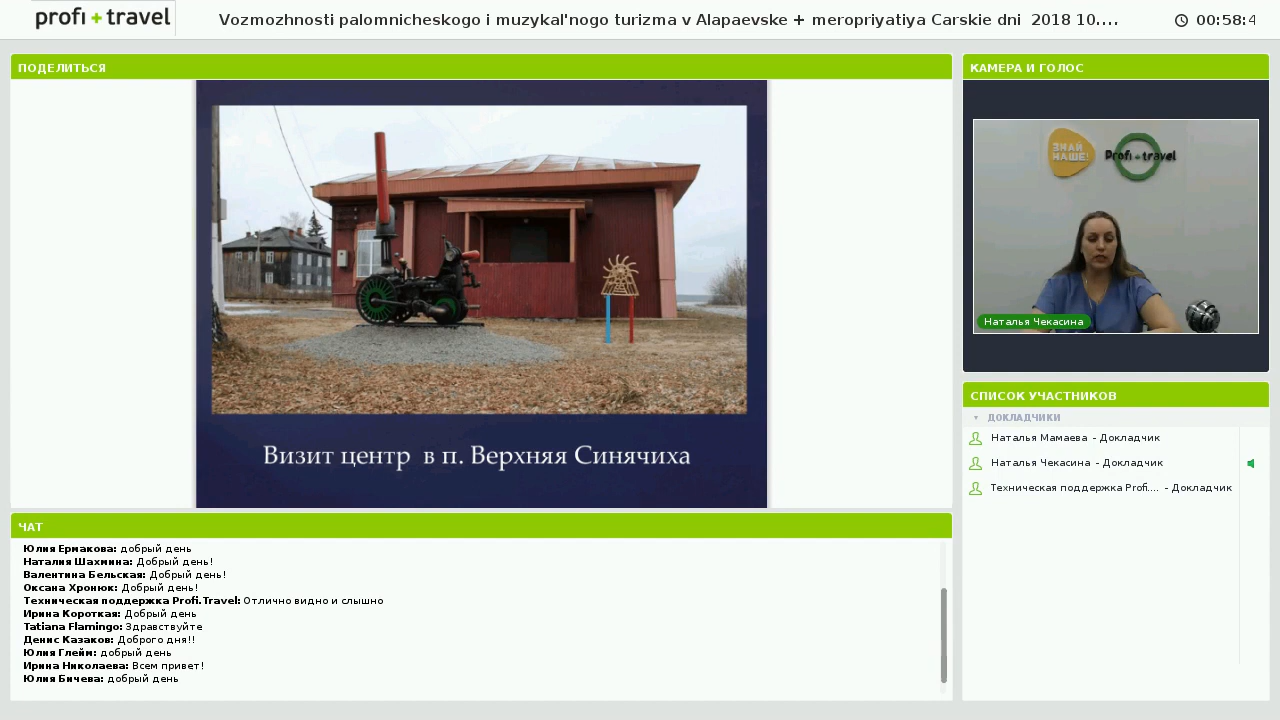 profi + travel
Vozmozhnosti palomnicheskogo i muzykal'nogo turizma v Alapaevske + meropriyatiya Carskie dni 2018 10....
00:58:4
ПОДЕЛИТЬСЯ
Визит центр в п. Верхняя Синячиха
ЧАТ
Юлия Ермакова: добрый день
Наталия Шахмина: Добрый день!
Валентина Бельская: Добрый день!
Оксана Хронюк: Добрый день!
Техническая поддержка Profi.Travel: Отлично видно и слышно
Ирина Короткая: Добрый день
Tatiana Flamingo: Здравствуйте
Денис Казаков: Доброго дня!!
Юлия Глейм: добрый день
Ирина Николаева: Всем привет!
Юлия Бичева: добрый день
КАМЕРА И ГОЛОС
ЗНАЙ
НАШЕ!
Profi-travel
Наталья Чекасина
СПИСОК УЧАСТНИКОВ
ДОКЛАДЧИКИ
Наталья Мамаева - Докладчик
Наталья Чекасина - Докладчик
Техническая поддержка Profi.... - Докладчик